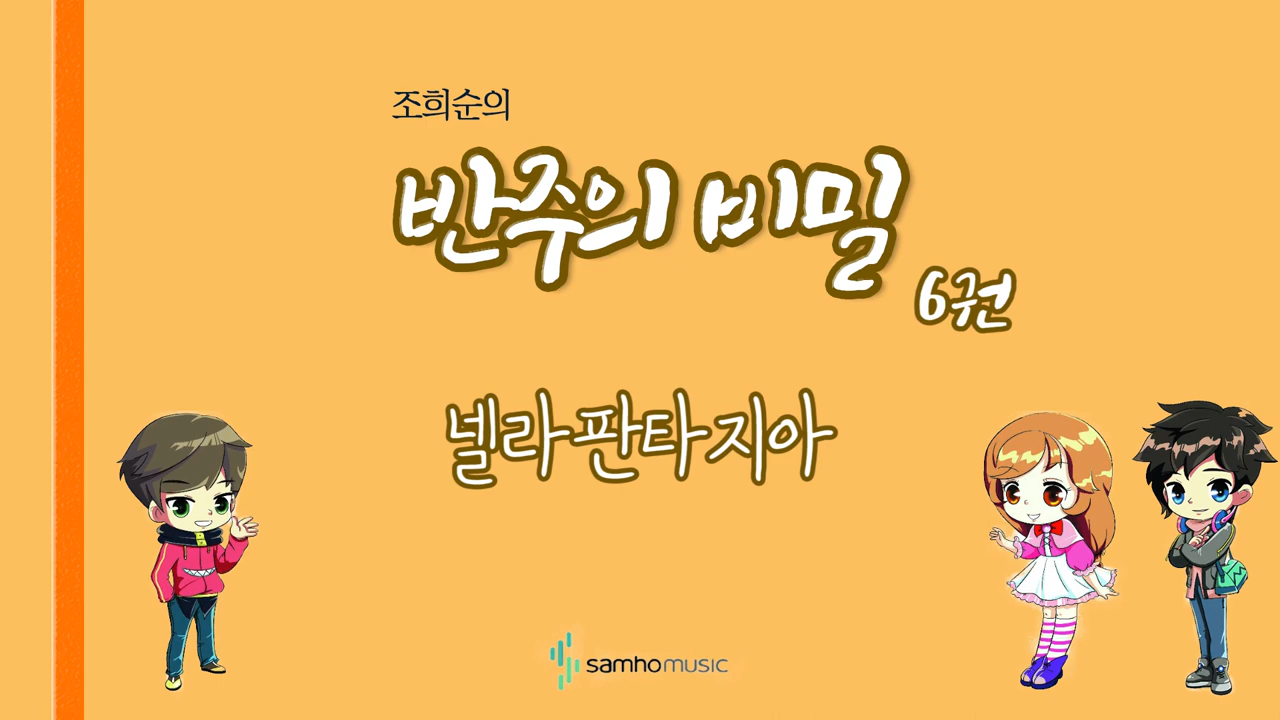 조희순의
반주의 비밀
6권
넬라 판타지아
samhomusic